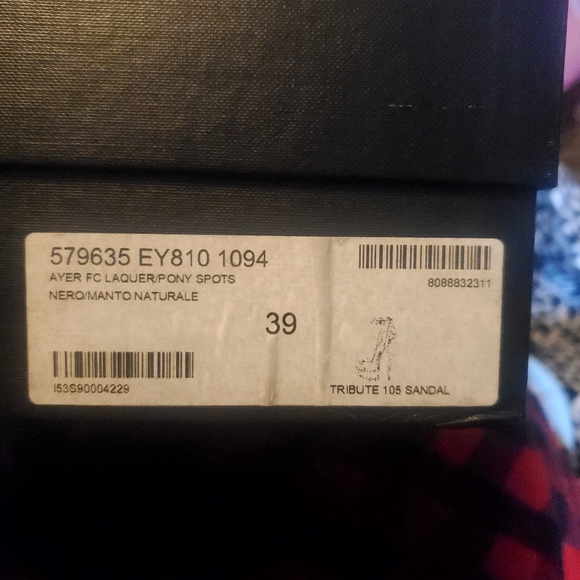 579635 EY810 1094
AYER FC LAQUER/PONY SPOTS
NERO/MANTO NATURALE
8088832311
39
I53S90004229
TRIBUTE 105 SANDAL